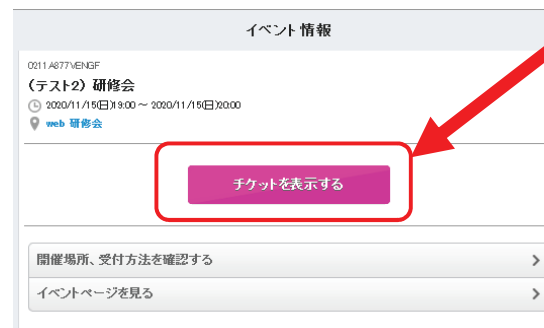 イベント情報
0211A877VENGF
(テスト2) 研修会
2020/11/15(日)19:00 ~ 2020/11/15(日)20:00
web 研修会
チケットを表示する
開催場所、受付方法を確認する
イベントページを見る